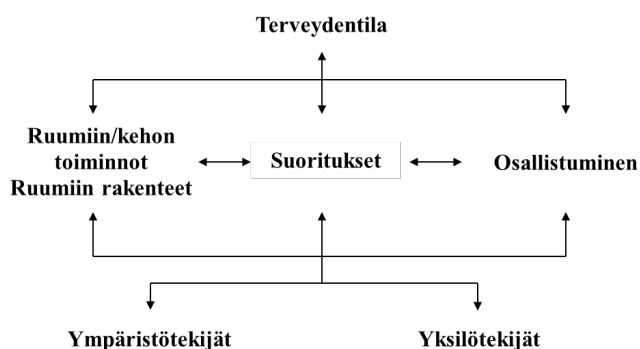 Terveydentila
Ruumiin/kehon
toiminnot
Ruumiin rakenteet
Suoritukset
Osallistuminen
Ympäristötekijät
Yksilötekijät